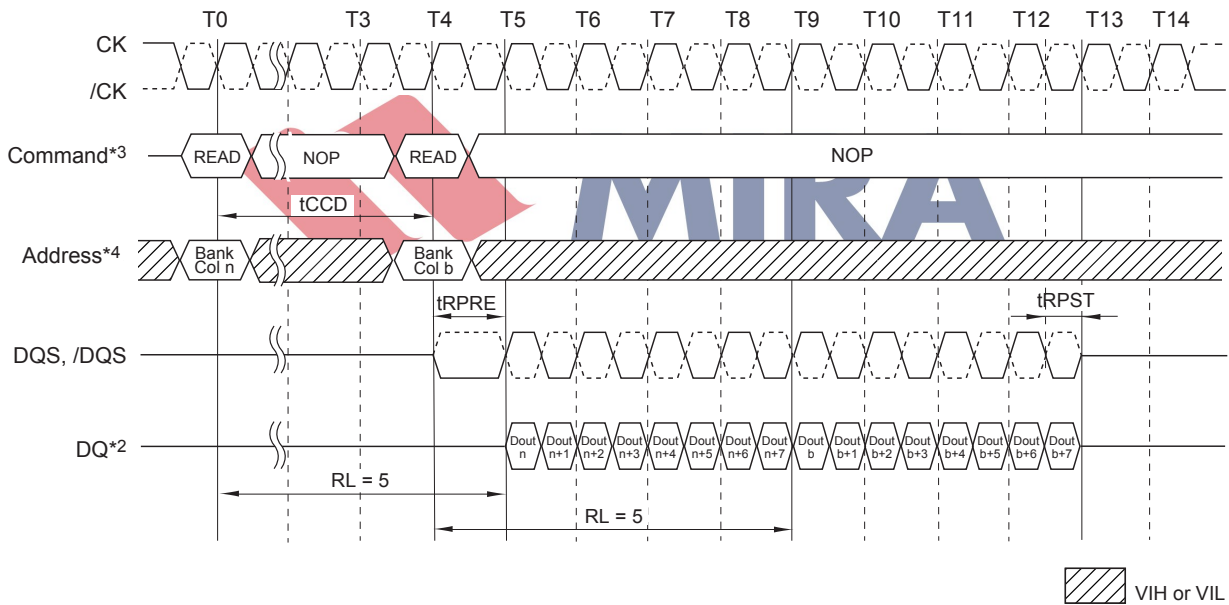 T0 T3 T4 T5 T6 T7 T8 T9 T10 T11 T12 T13 T14
CK
/CK
Command*3 READ NOP READ NOP
MIRA
tCCD
Address*4 Bank Col n Bank Col b
tRPRE tRPST
DQS, /DQS
DQ*2 Dout n Dout n+1 Dout n+2 Dout n+3 Dout n+4 Dout n+5 Dout n+6 Dout n+7 Dout b Dout b+1 Dout b+2 Dout b+3 Dout b+4 Dout b+5 Dout b+6 Dout b+7
RL = 5
RL = 5
VIH or VIL